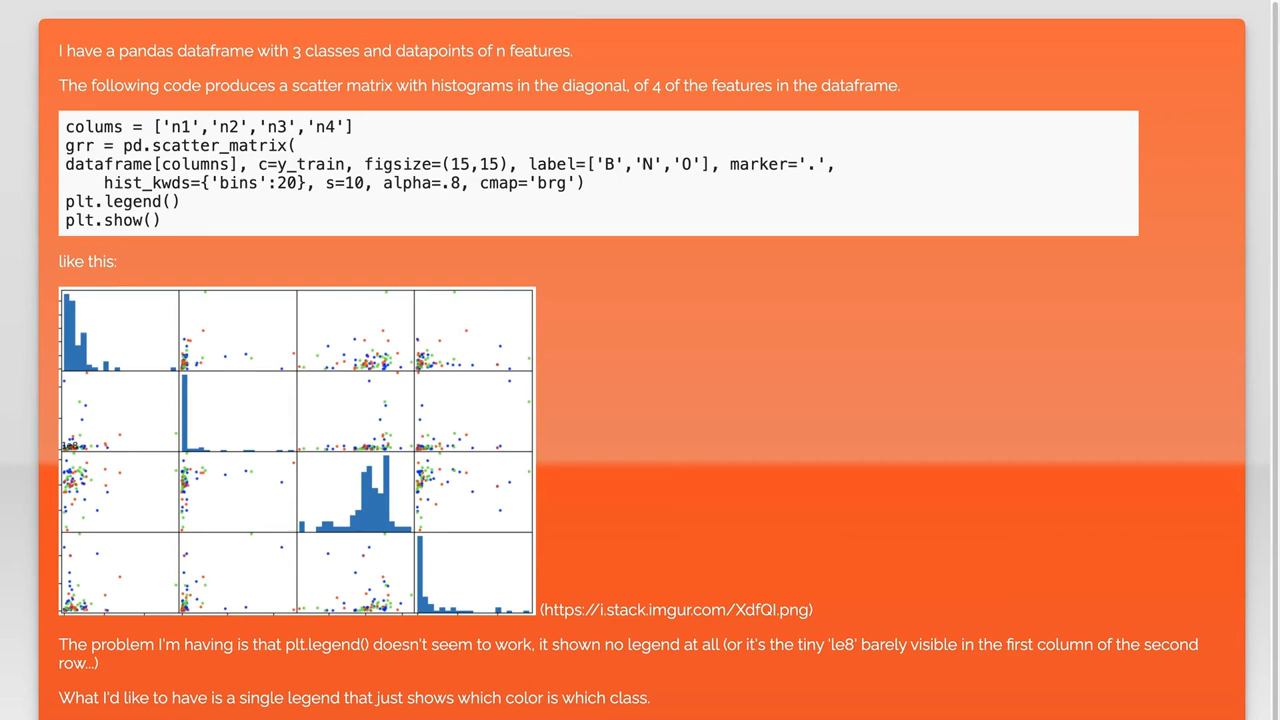 I have a pandas dataframe with 3 classes and datapoints of n features.
The following code produces a scatter matrix with histograms in the diagonal, of 4 of the features in the dataframe.
colums = ['n1','n2','n3','n4']
grr = pd.scatter_matrix(
dataframe[columns], c=y_train, figsize=(15,15), label=['B','N','O'], marker='.',
    hist_kwds={'bins':20}, s=10, alpha=.8, cmap='brg')
plt.legend()
plt.show()
like this:
1e8
(https://i.stack.imgur.com/XdfQI.png)
The problem I'm having is that plt.legend() doesn't seem to work, it shown no legend at all (or it's the tiny 'le8' barely visible in the first column of the second
row...)
What I'd like to have is a single legend that just shows which color is which class.